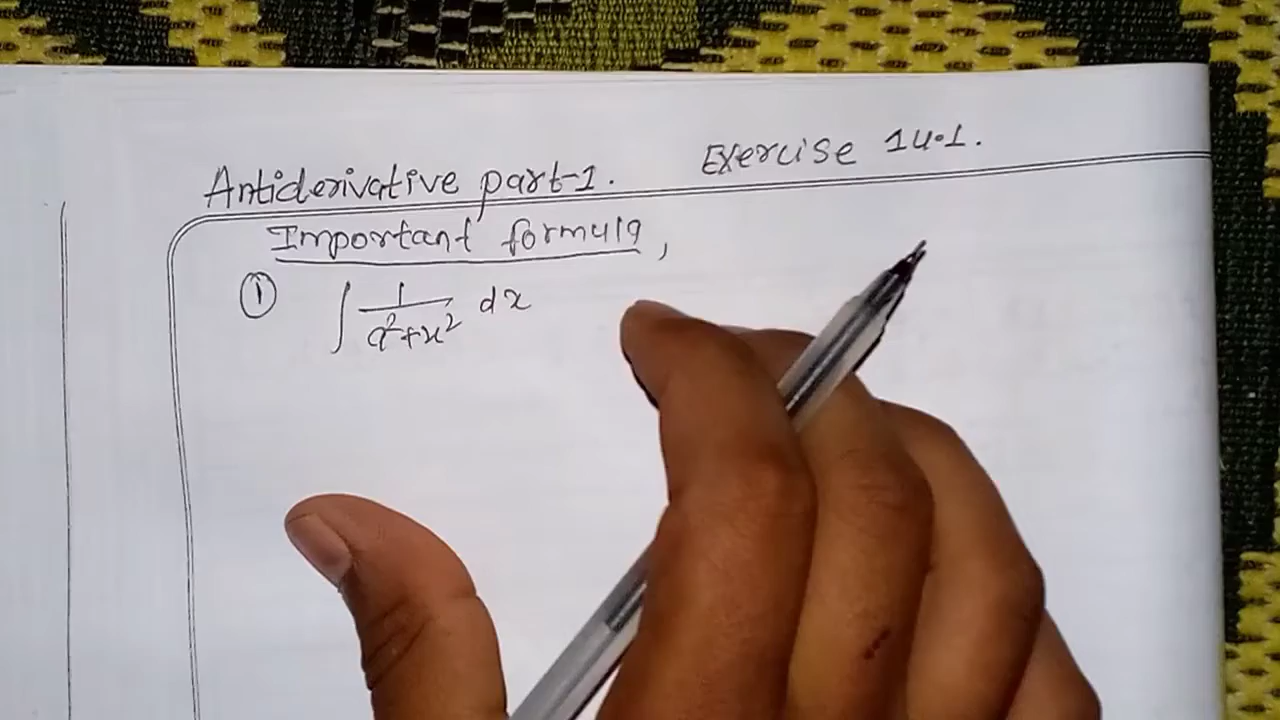 Antiderivative part-1. Exercise 14.1.
Important formula,
① ∫ 1/(a²+x²) dx